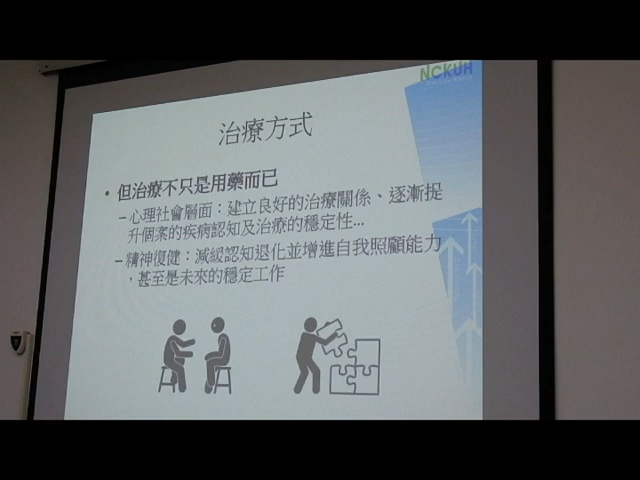 NCKUH
治療方式
• 但治療不只是用藥而已
–心理社會層面：建立良好的治療關係、逐漸提
升個案的疾病認知及治療的穩定性...
–精神復健：減緩認知退化並增進自我照顧能力
，甚至是未來的穩定工作